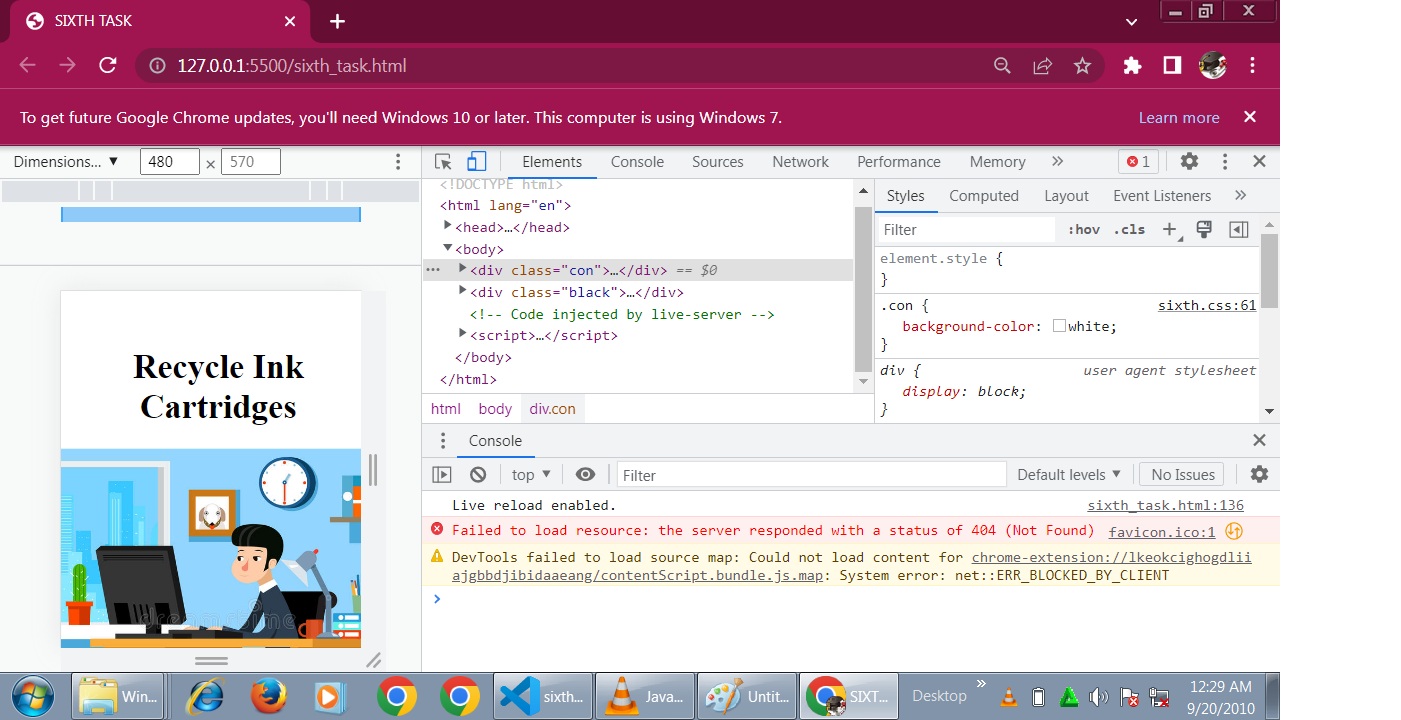 SIXTH TASK
127.0.0.1:5500/sixth_task.html
To get future Google Chrome updates, you'll need Windows 10 or later. This computer is using Windows 7.
Learn more
Dimensions... ▼ 480 × 570
Elements Console Sources Network Performance Memory » 1
<!DOCTYPE html>
<html lang="en">
<head>…</head>
<body>
<div class="con">…</div> == $0
<div class="black">…</div>
<!-- Code injected by live-server -->
<script>…</script>
</body>
</html>
html body div.con
Styles Computed Layout Event Listeners »
Filter :hov .cls +
element.style {
}
.con { sixth.css:61
background-color: white;
}
div { user agent stylesheet
display: block;
}
Recycle Ink
Cartridges
dreamstime
Console
top ▼ Filter Default levels ▼ No Issues
Live reload enabled. sixth_task.html:136
Failed to load resource: the server responded with a status of 404 (Not Found) favicon.ico:1
DevTools failed to load source map: Could not load content for chrome-extension://lkeokcighogdlii
ajgbbdjibidaaeang/contentScript.bundle.js.map: System error: net::ERR_BLOCKED_BY_CLIENT
Win... sixth... Java... Untit... SIXT... Desktop » 12:29 AM
9/20/2010